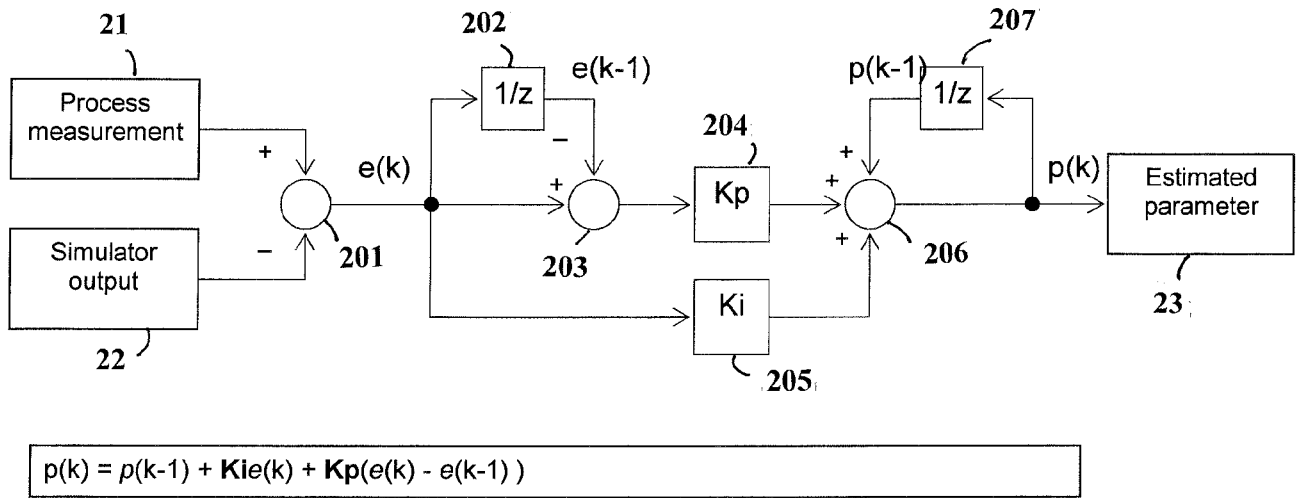 21
202
207
Process
measurement
1/z
e(k-1)
p(k-1)
1/z
+
–
204
+
e(k)
+
Kp
+
p(k)
Estimated
parameter
Simulator
output
–
201
203
+
206
23
22
Ki
205
p(k) = p(k-1) + Kie(k) + Kp(e(k) - e(k-1) )